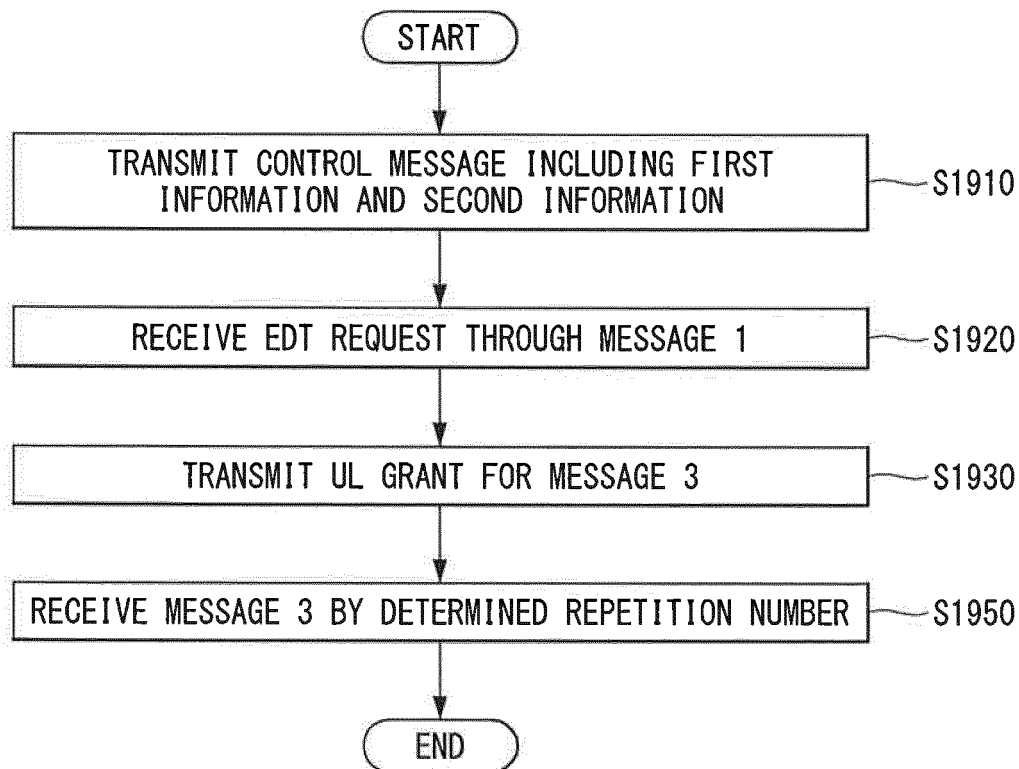 START
TRANSMIT CONTROL MESSAGE INCLUDING FIRST
INFORMATION AND SECOND INFORMATION
S1910
RECEIVE EDT REQUEST THROUGH MESSAGE 1
S1920
TRANSMIT UL GRANT FOR MESSAGE 3
S1930
RECEIVE MESSAGE 3 BY DETERMINED REPETITION NUMBER
S1950
END